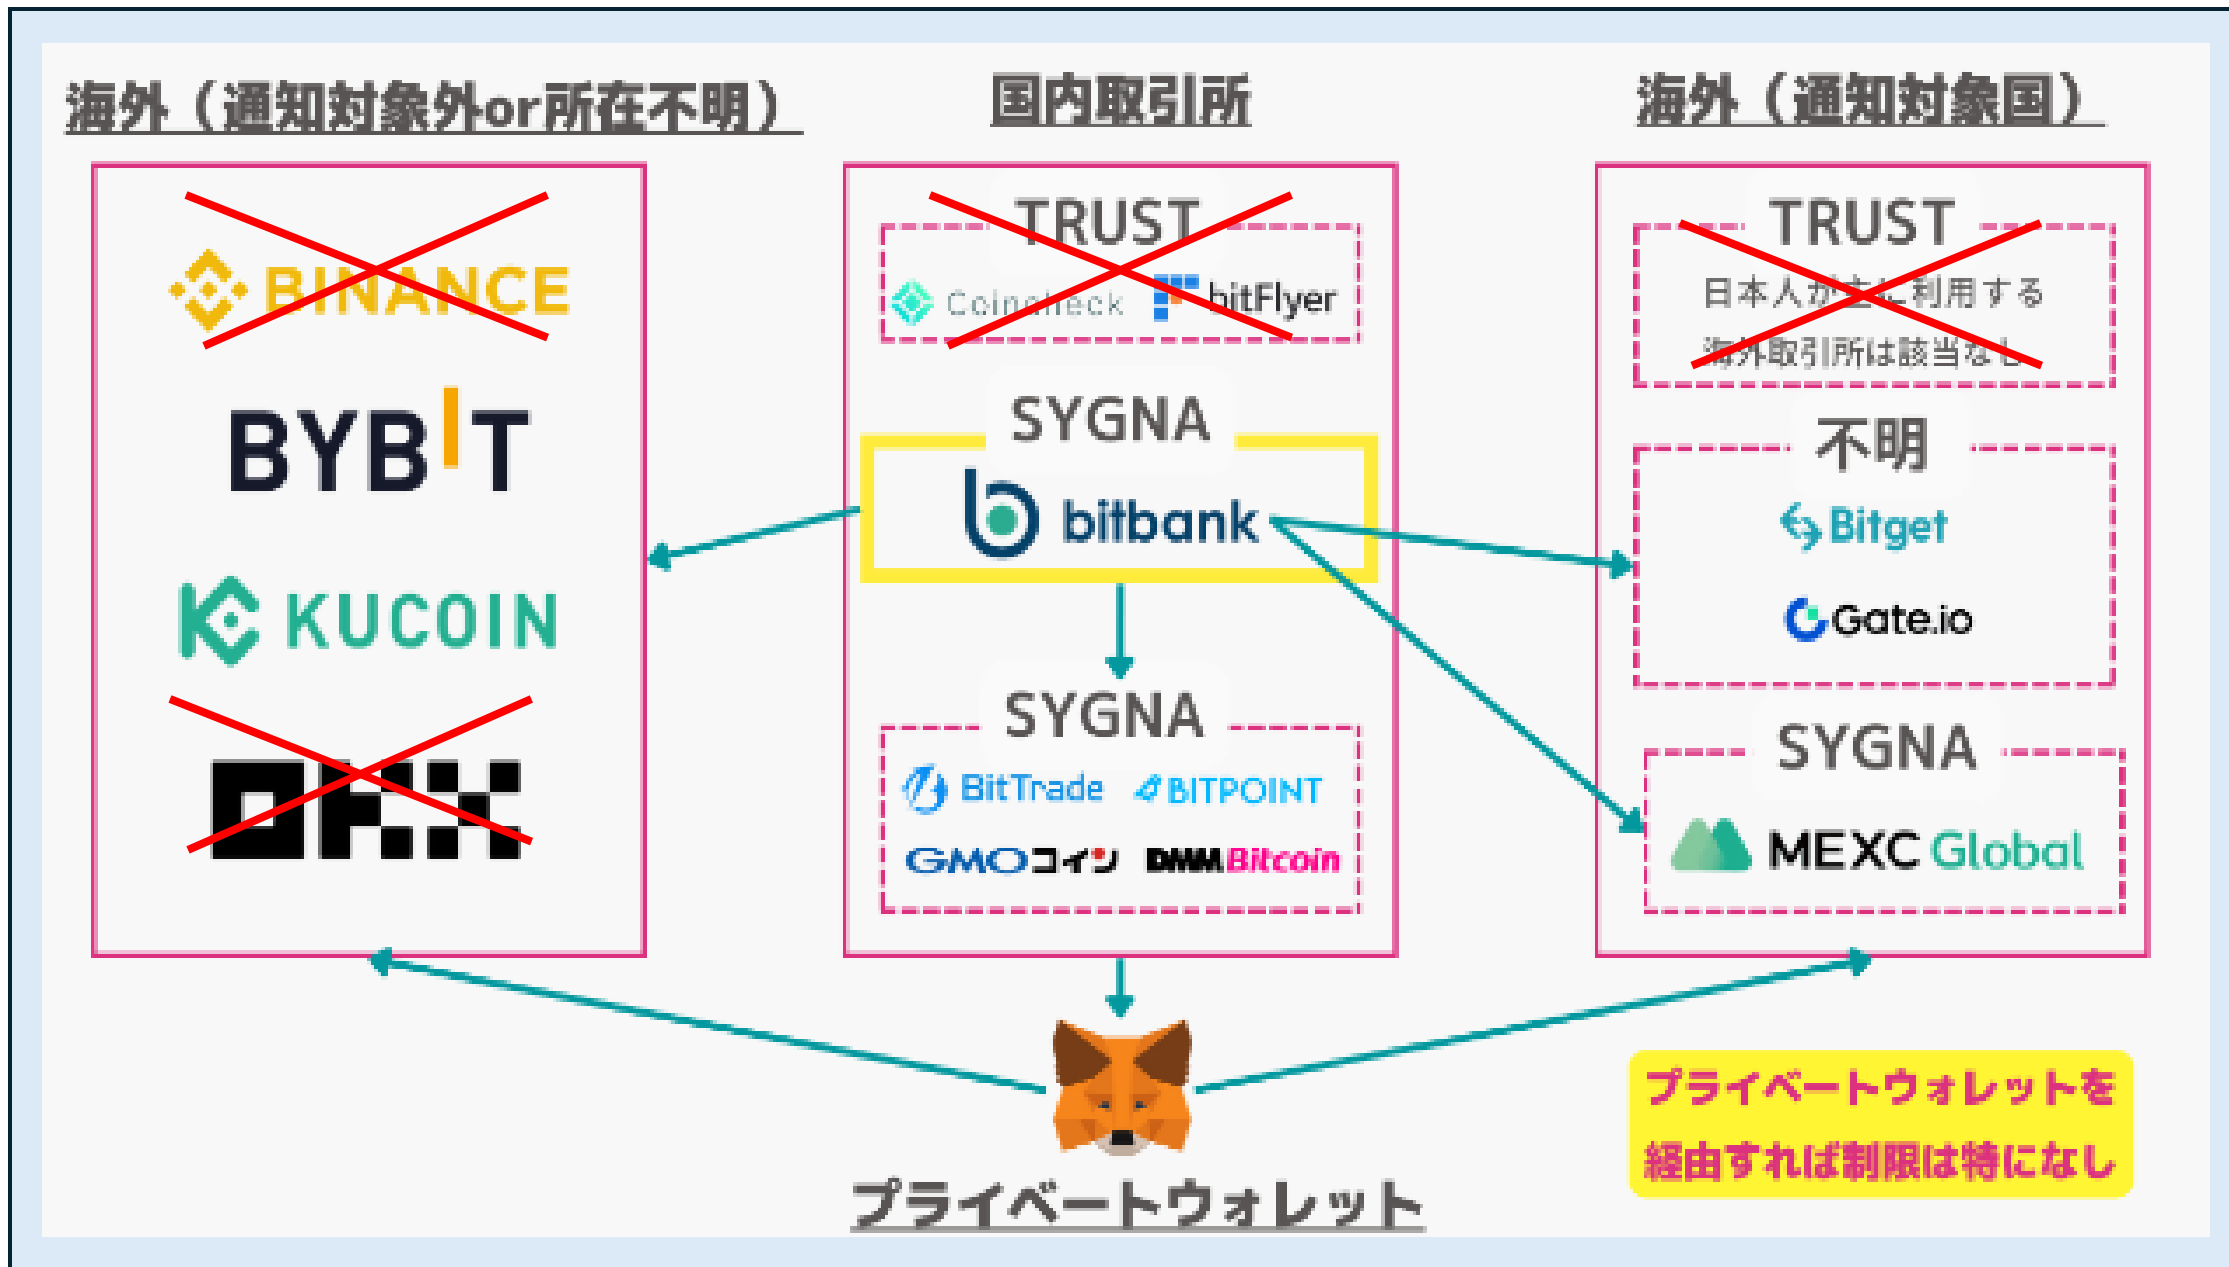 海外（通知対象外or所在不明）
BINANCE
BYBIT
KUCOIN
OKX
国内取引所
TRUST
Coincheck bitFlyer
SYGNA
bitbank
SYGNA
BitTrade BITPOINT
GMOコイン DMMBitcoin
海外（通知対象国）
TRUST
日本人が主に利用する
海外取引所は該当なし
不明
Bitget
Gate.io
SYGNA
MEXC Global
プライベートウォレット
プライベートウォレットを
経由すれば制限は特になし